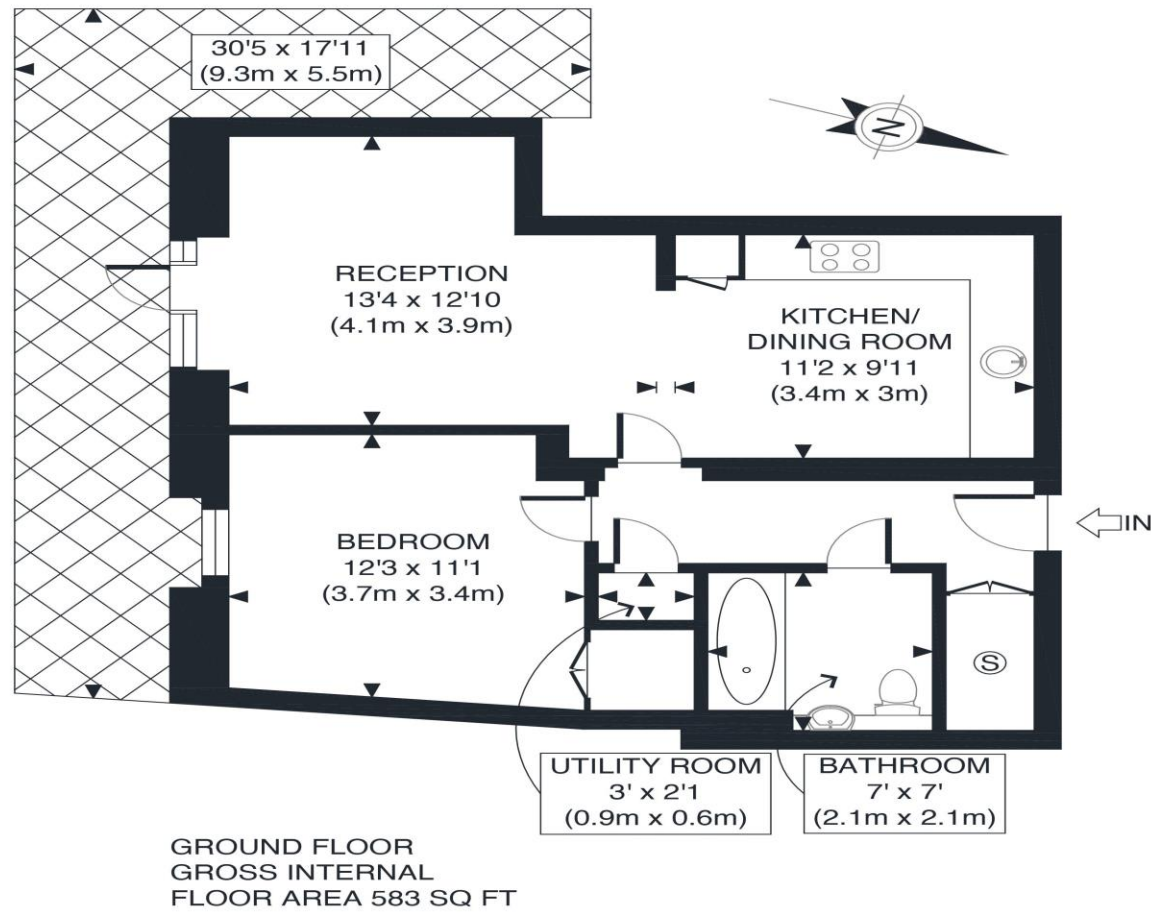 30'5 x 17'11
(9.3m x 5.5m)
N
RECEPTION
13'4 x 12'10
(4.1m x 3.9m)
KITCHEN/
DINING ROOM
11'2 x 9'11
(3.4m x 3m)
IN
BEDROOM
12'3 x 11'1
(3.7m x 3.4m)
S
UTILITY ROOM
3' x 2'1
(0.9m x 0.6m)
BATHROOM
7' x 7'
(2.1m x 2.1m)
GROUND FLOOR
GROSS INTERNAL
FLOOR AREA 583 SQ FT